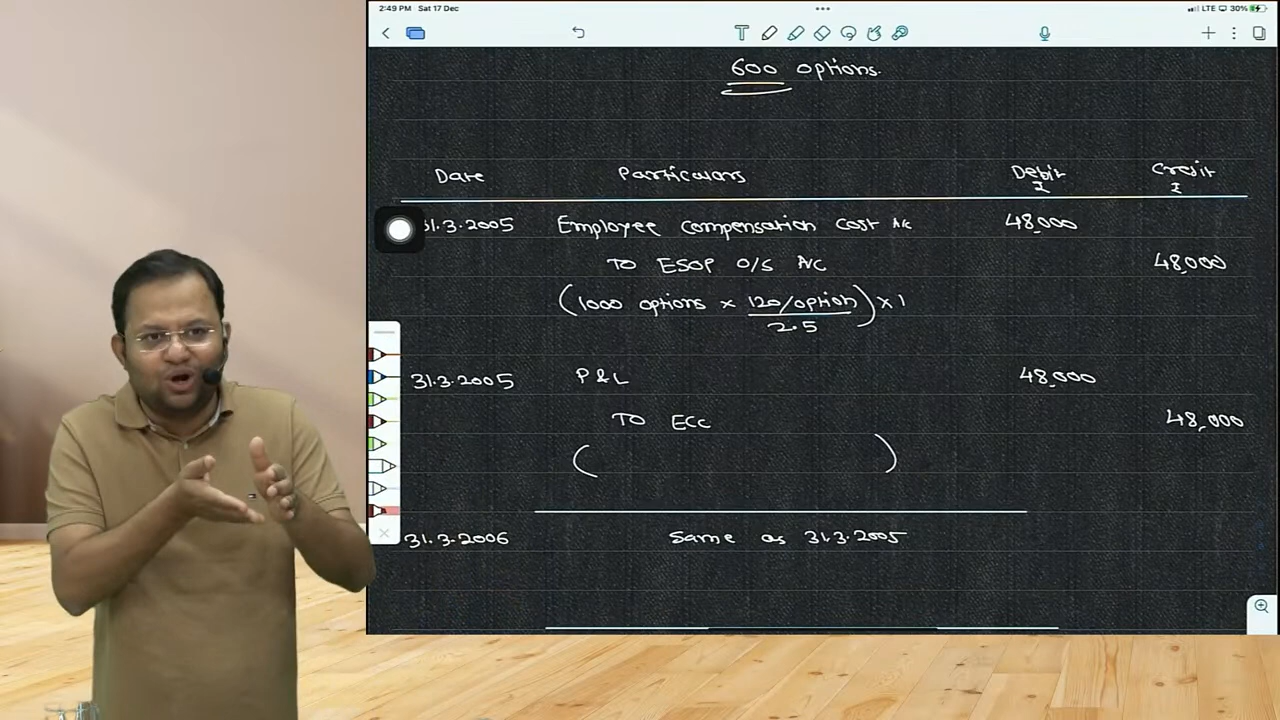 2:49 PM Sat 17 Dec
LTE 30%
600 options.
Date Particulars Debit ₹ Credit ₹
31.3.2005 Employee compensation cost A/c 48,000
To ESOP O/S A/C 48,000
(1000 options × 120/option / 2.5) × 1
31.3.2005 P&L 48,000
To ECC 48,000
( )
31.3.2006 Same as 31.3.2005